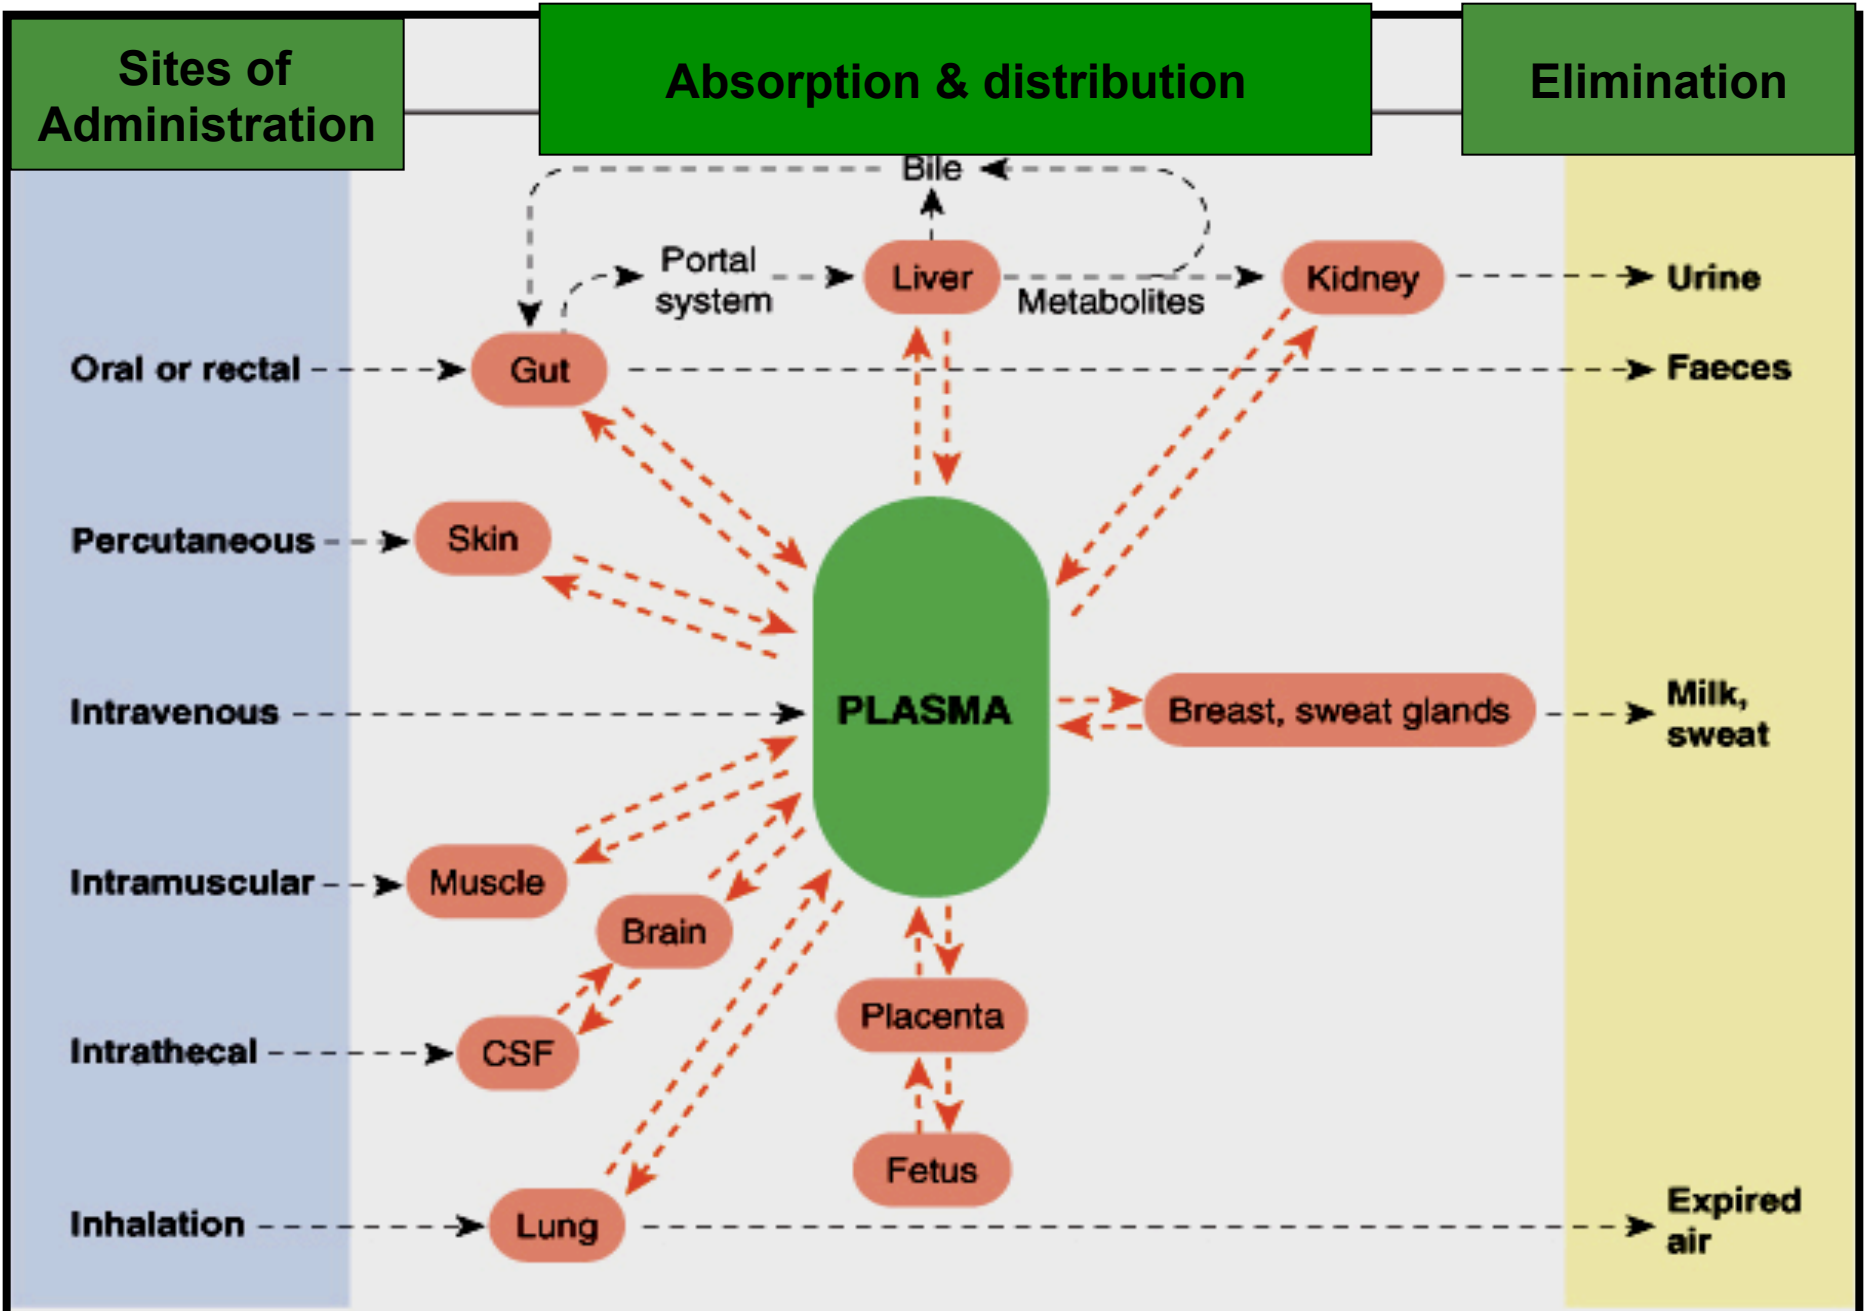 Sites of
Administration
Absorption & distribution
Elimination
Bile
Portal
system
Liver
Metabolites
Kidney
Urine
Oral or rectal
Gut
Faeces
Percutaneous
Skin
Intravenous
PLASMA
Breast, sweat glands
Milk,
sweat
Intramuscular
Muscle
Brain
Placenta
Intrathecal
CSF
Fetus
Inhalation
Lung
Expired
air